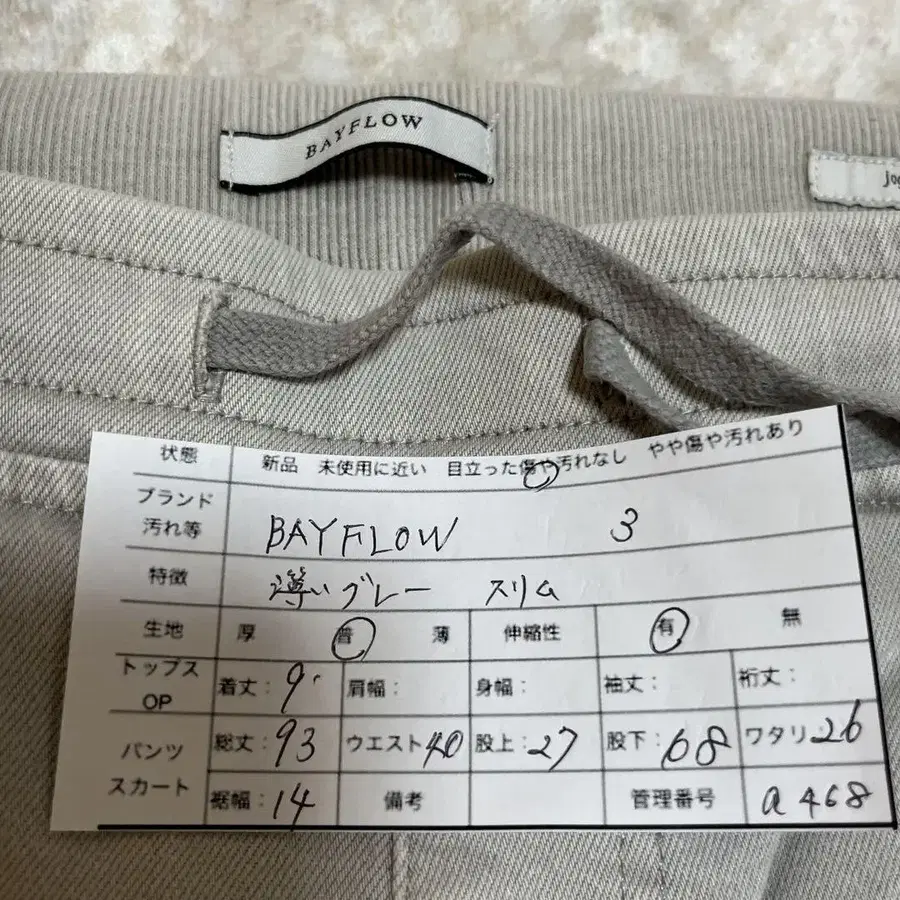 BAYFLOW
Jog
状態 新品 未使用に近い 目立った傷や汚れなし やや傷や汚れあり
ブランド
汚れ等 BAYFLOW 3
特徴 薄いグレー スリム
生地 厚 普 薄 伸縮性 有 無
トップス
OP 着丈: 9 肩幅: 身幅: 袖丈: 裄丈:
パンツ
スカート 総丈:93 ウエスト40 股上:27 股下:68 ワタリ:26
裾幅:14 備考 管理番号 a468